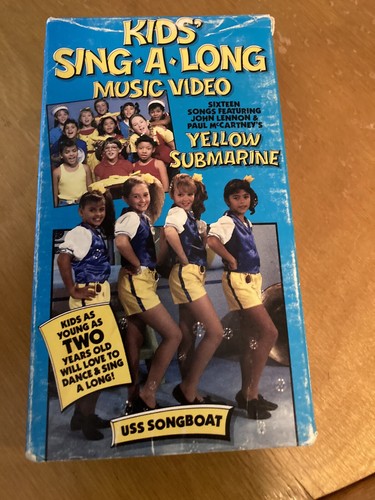 KIDS'
SING-A-LONG
MUSIC VIDEO
SIXTEEN
SONGS FEATURING
JOHN LENNON &
PAUL McCARTNEY'S
YELLOW
SUBMARINE
KIDS AS
YOUNG AS
TWO
YEARS OLD
WILL LOVE TO
DANCE & SING
A LONG!
USS SONGBOAT